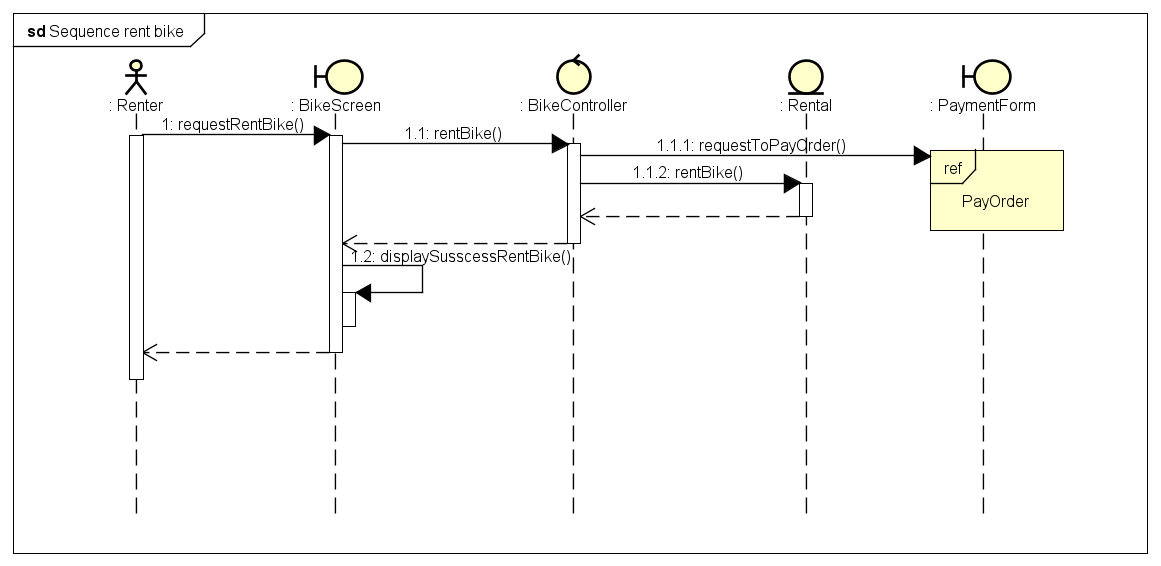 sd Sequence rent bike
: Renter
: BikeScreen
: BikeController
: Rental
: PaymentForm
1: requestRentBike()
1.1: rentBike()
1.1.1: requestToPayOrder()
1.1.2: rentBike()
ref
PayOrder
1.2: displaySusscessRentBike()